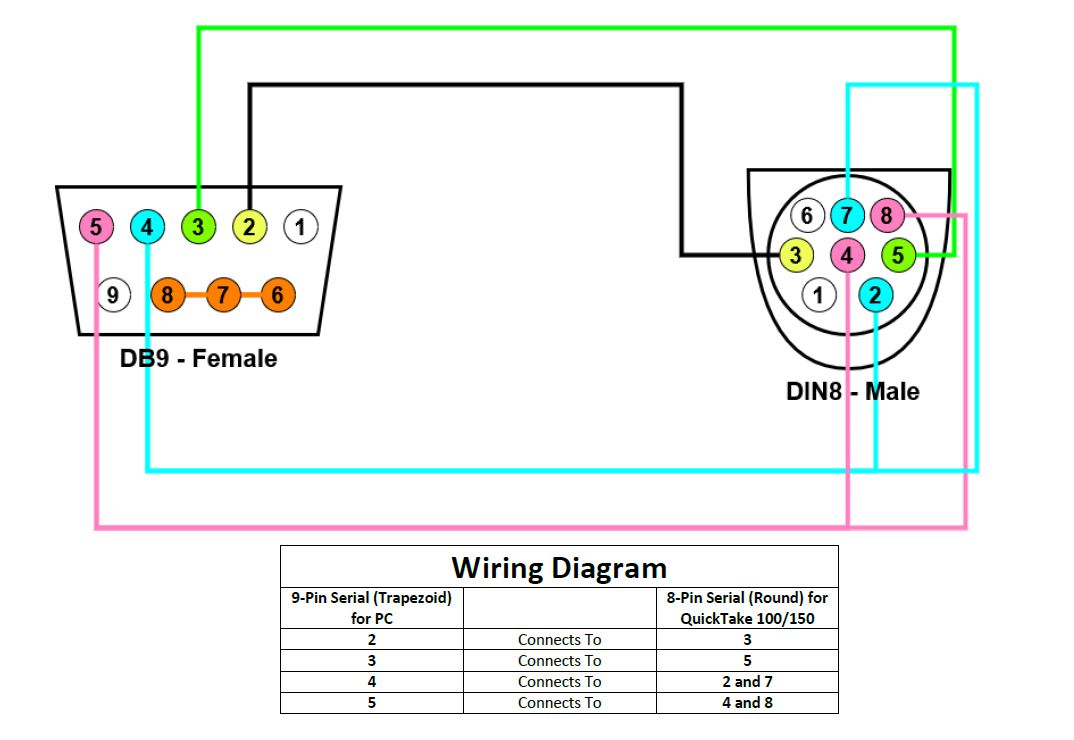 5 4 3 2 1
6 7 8
3 4 5
9 8 7 6
1 2
DB9 - Female
DIN8 - Male
Wiring Diagram
9-Pin Serial (Trapezoid) for PC
8-Pin Serial (Round) for QuickTake 100/150
2 Connects To 3
3 Connects To 5
4 Connects To 2 and 7
5 Connects To 4 and 8